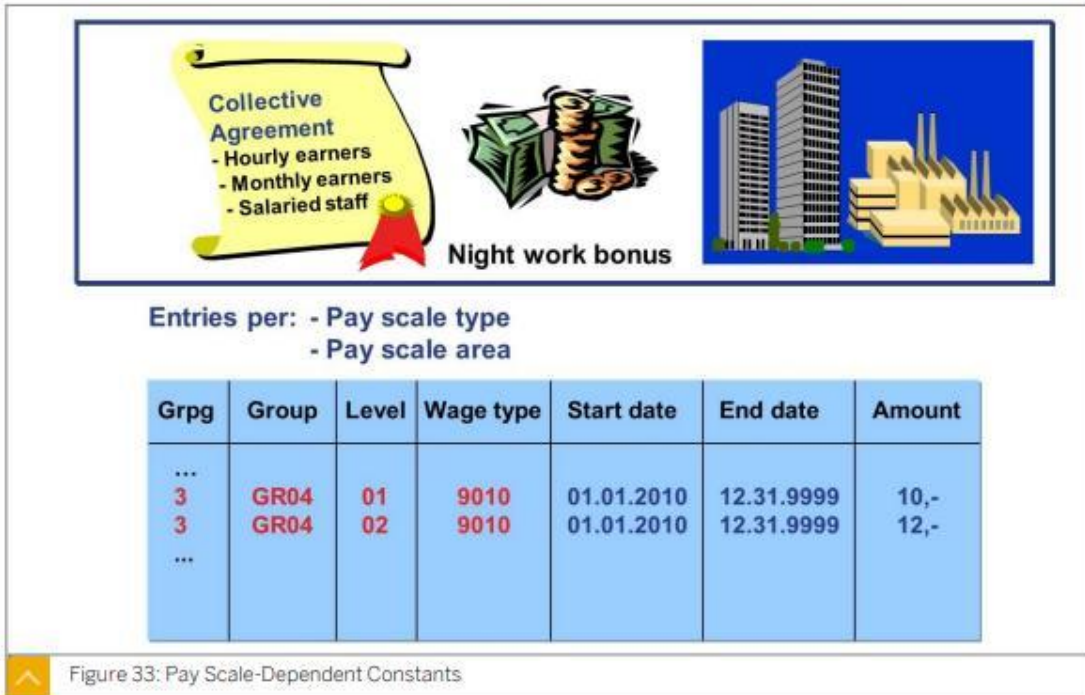 Collective
Agreement
- Hourly earners
- Monthly earners
- Salaried staff
Night work bonus
Entries per: - Pay scale type
- Pay scale area
Grpg Group Level Wage type Start date End date Amount
...
3 GR04 01 9010 01.01.2010 12.31.9999 10,-
3 GR04 02 9010 01.01.2010 12.31.9999 12,-
...
Figure 33: Pay Scale-Dependent Constants